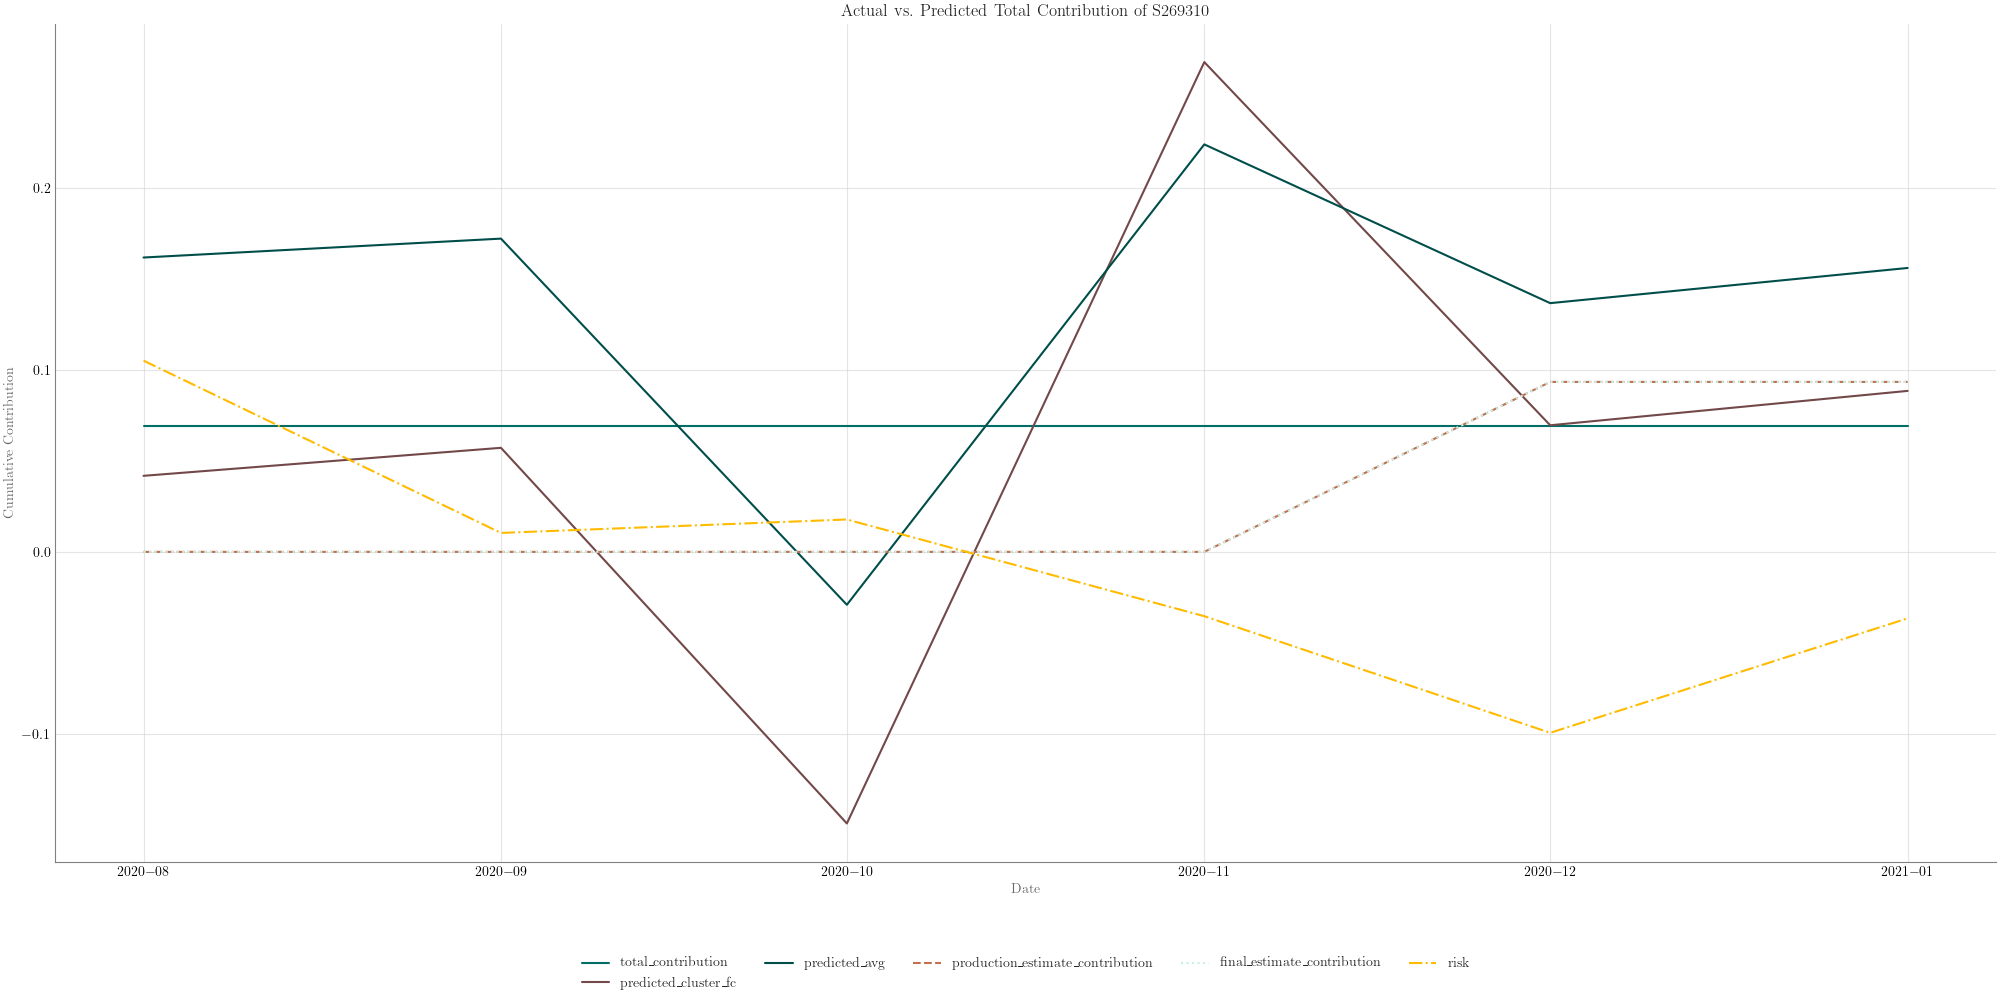 Actual vs. Predicted Total Contribution of S269310
Cumulative Contribution
0.2
0.1
0.0
−0.1
2020−08 2020−09 2020−10 2020−11 2020−12 2021−01
Date
total_contribution predicted_avg production_estimate_contribution final_estimate_contribution risk
predicted_cluster_fc